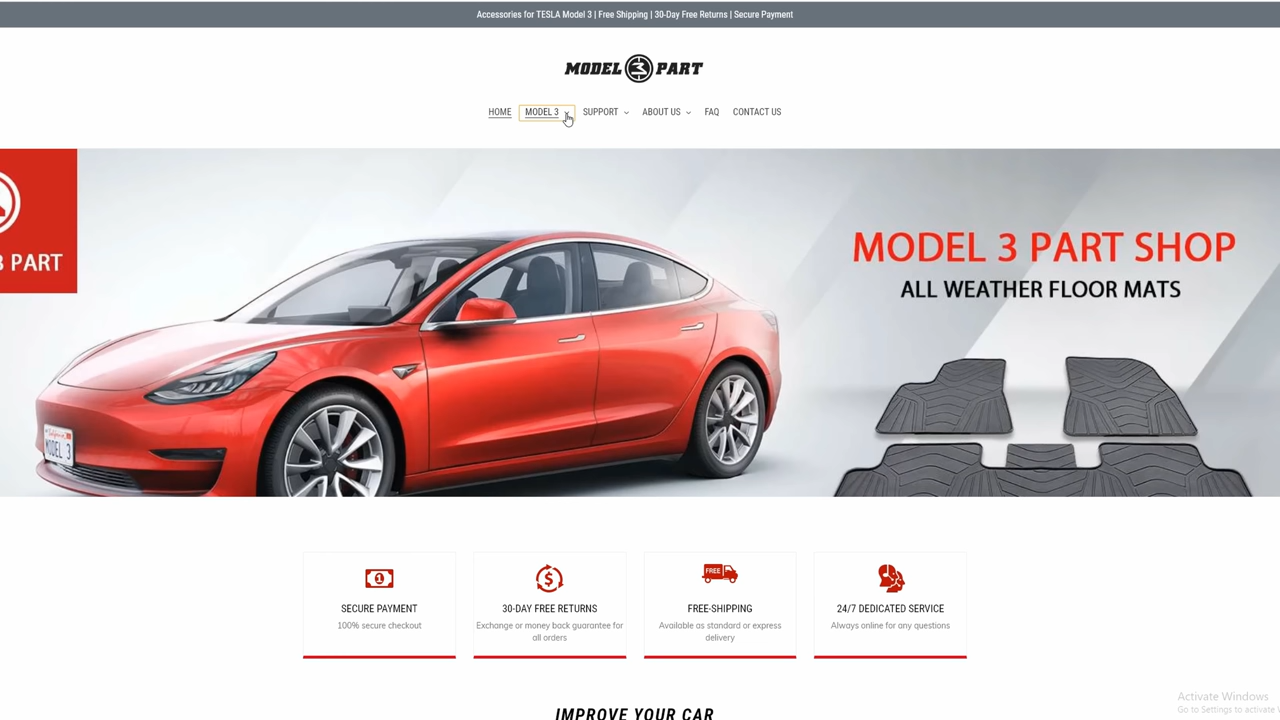 Accessories for TESLA Model 3 | Free Shipping | 30-Day Free Returns | Secure Payment
MODEL 3 PART
HOME MODEL 3 SUPPORT ABOUT US FAQ CONTACT US
3 PART
MODEL 3 PART SHOP
ALL WEATHER FLOOR MATS
MODEL 3
1
SECURE PAYMENT
100% secure checkout
$
30-DAY FREE RETURNS
Exchange or money back guarantee for
all orders
FREE
FREE-SHIPPING
Available as standard or express
delivery
24/7 DEDICATED SERVICE
Always online for any questions
IMPROVE YOUR CAR
Activate Windows
Go to Settings to activate